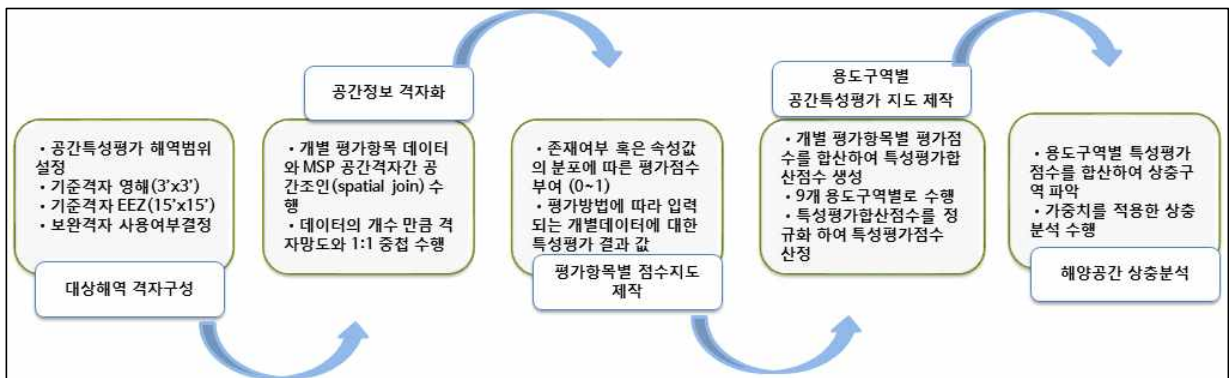 · 공간특성평가 해역범위
설정
· 기준격자 영해(3'x3')
· 기준격자 EEZ(15'x15')
· 보완격자 사용여부결정
대상해역 격자구성
공간정보 격자화
· 개별 평가항목 데이터
와 MSP 공간격자간 공
간조인(spatial join) 수
행
· 데이터의 개수 만큼 격
자망도와 1:1 중첩 수행
· 존재여부 혹은 속성값
의 분포에 따른 평가점수
부여 (0~1)
· 평가방법에 따라 입력
되는 개별데이터에 대한
특성평가 결과 값
평가항목별 점수지도
제작
용도구역별
공간특성평가 지도 제작
· 개별 평가항목별 평가점
수를 합산하여 특성평가합
산점수 생성
· 9개 용도구역별로 수행
· 특성평가합산점수를 정
규화 하여 특성평가점수
산정
· 용도구역별 특성평가
점수를 합산하여 상충구
역 파악
· 가중치를 적용한 상충
분석 수행
해양공간 상충분석